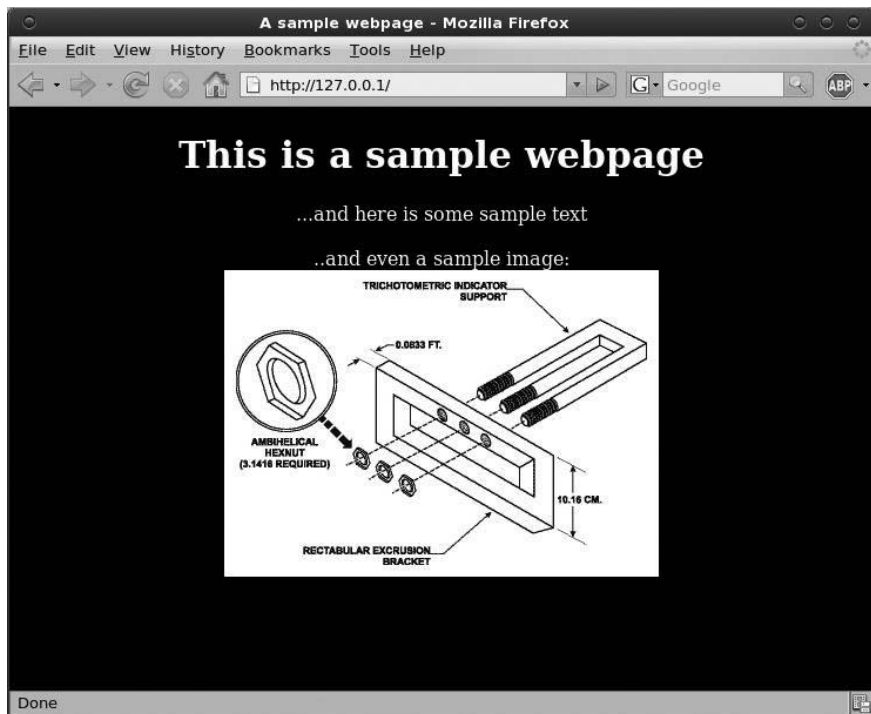 A sample webpage - Mozilla Firefox
File Edit View History Bookmarks Tools Help
http://127.0.0.1/ G Google ABP
This is a sample webpage
...and here is some sample text
..and even a sample image:
TRICHOTOMETRIC INDICATOR
SUPPORT
0.0833 FT.
AMBIHELICAL
HEXNUT
(3.1416 REQUIRED)
10.16 CM.
RECTABULAR EXCRUSION
BRACKET
Done